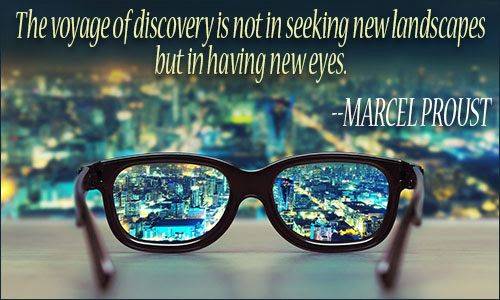 The voyage of discovery is not in seeking new landscapes
but in having new eyes.
--MARCEL PROUST